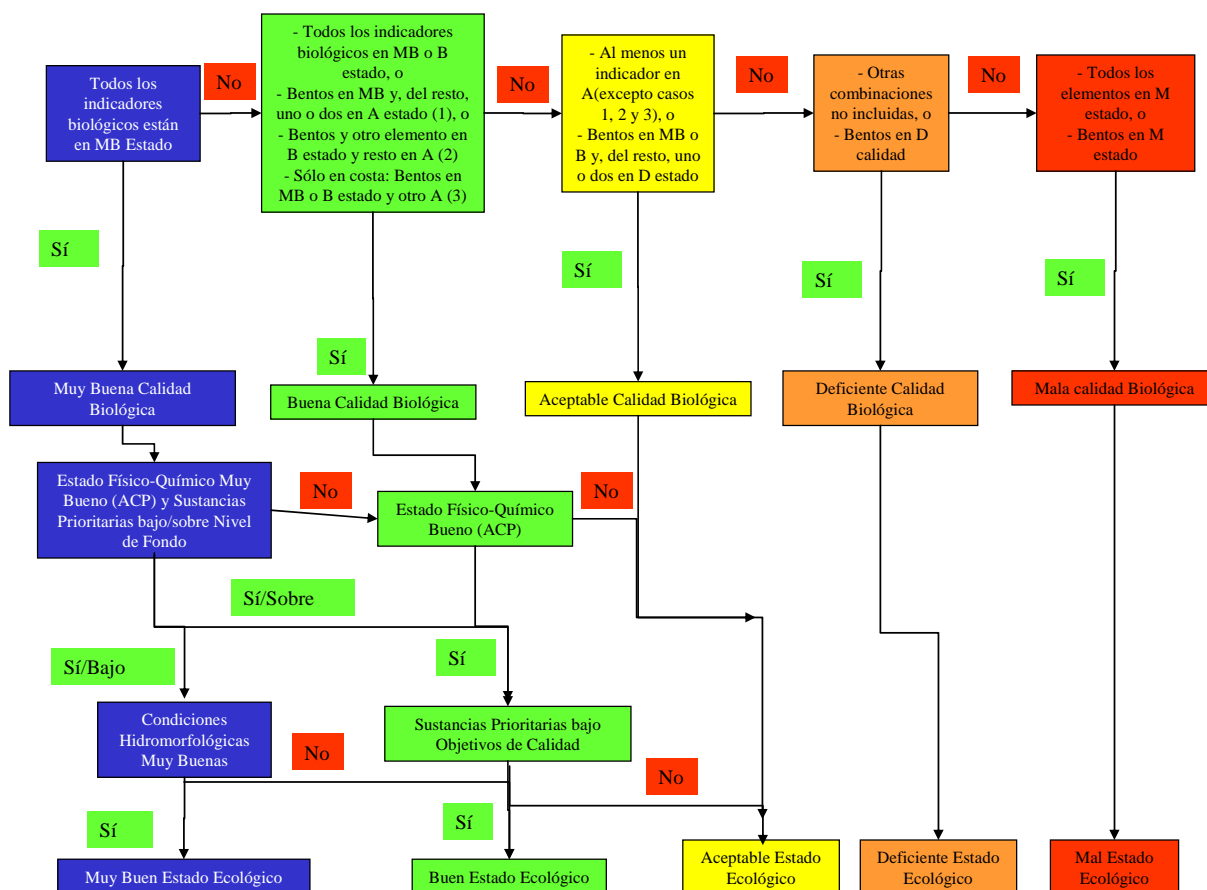 Todos los
indicadores
biológicos están
en MB Estado
No
- Todos los indicadores
biológicos en MB o B
estado, o
- Bentos en MB y, del resto,
uno o dos en A estado (1), o
- Bentos y otro elemento en
B estado y resto en A (2)
- Sólo en costa: Bentos en
MB o B estado y otro A (3)
No
- Al menos un
indicador en
A(excepto casos
1, 2 y 3), o
- Bentos en MB o
B y, del resto, uno
o dos en D estado
No
- Otras
combinaciones
no incluidas, o
- Bentos en D
calidad
No
- Todos los
elementos en M
estado, o
- Bentos en M
estado
Sí
Sí
Sí
Sí
Sí
Muy Buena Calidad
Biológica
Buena Calidad Biológica
Aceptable Calidad Biológica
Deficiente Calidad
Biológica
Mala calidad Biológica
Estado Físico-Químico Muy
Bueno (ACP) y Sustancias
Prioritarias bajo/sobre Nivel
de Fondo
No
Estado Físico-Químico
Bueno (ACP)
No
Sí/Sobre
Sí/Bajo
Sí
Condiciones
Hidromorfológicas
Muy Buenas
No
Sustancias Prioritarias bajo
Objetivos de Calidad
No
Sí
Sí
Muy Buen Estado Ecológico
Buen Estado Ecológico
Aceptable Estado
Ecológico
Deficiente Estado
Ecológico
Mal Estado
Ecológico